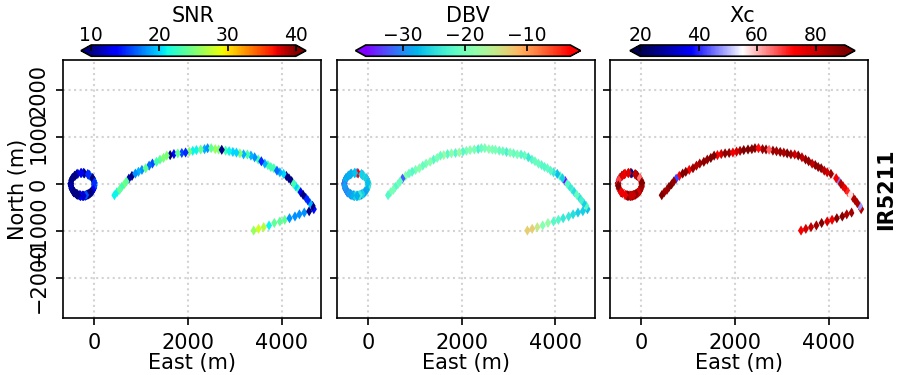 SNR
10 20 30 40
DBV
−30 −20 −10
Xc
20 40 60 80
2000
1000
0
−1000
−2000
North (m)
0 2000 4000
East (m)
0 2000 4000
East (m)
0 2000 4000
East (m)
IR5211